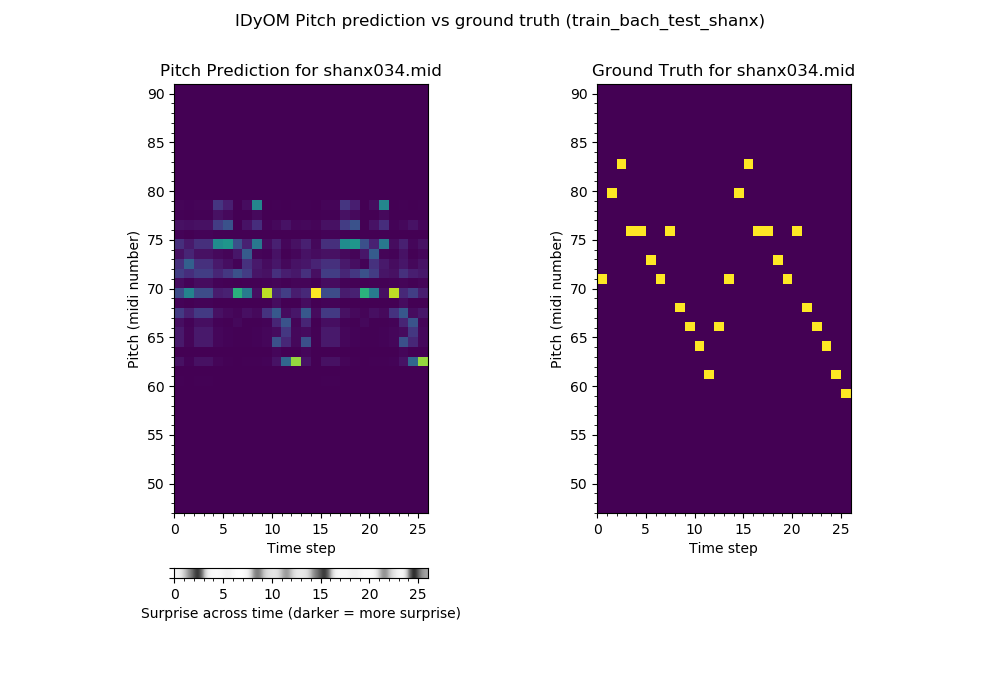 IDyOM Pitch prediction vs ground truth (train_bach_test_shanx)
Pitch Prediction for shanx034.mid
90
85
80
75
70
65
60
55
50
Pitch (midi number)
0 5 10 15 20 25
Time step
0 5 10 15 20 25
Surprise across time (darker = more surprise)
Ground Truth for shanx034.mid
90
85
80
75
70
65
60
55
50
Pitch (midi number)
0 5 10 15 20 25
Time step